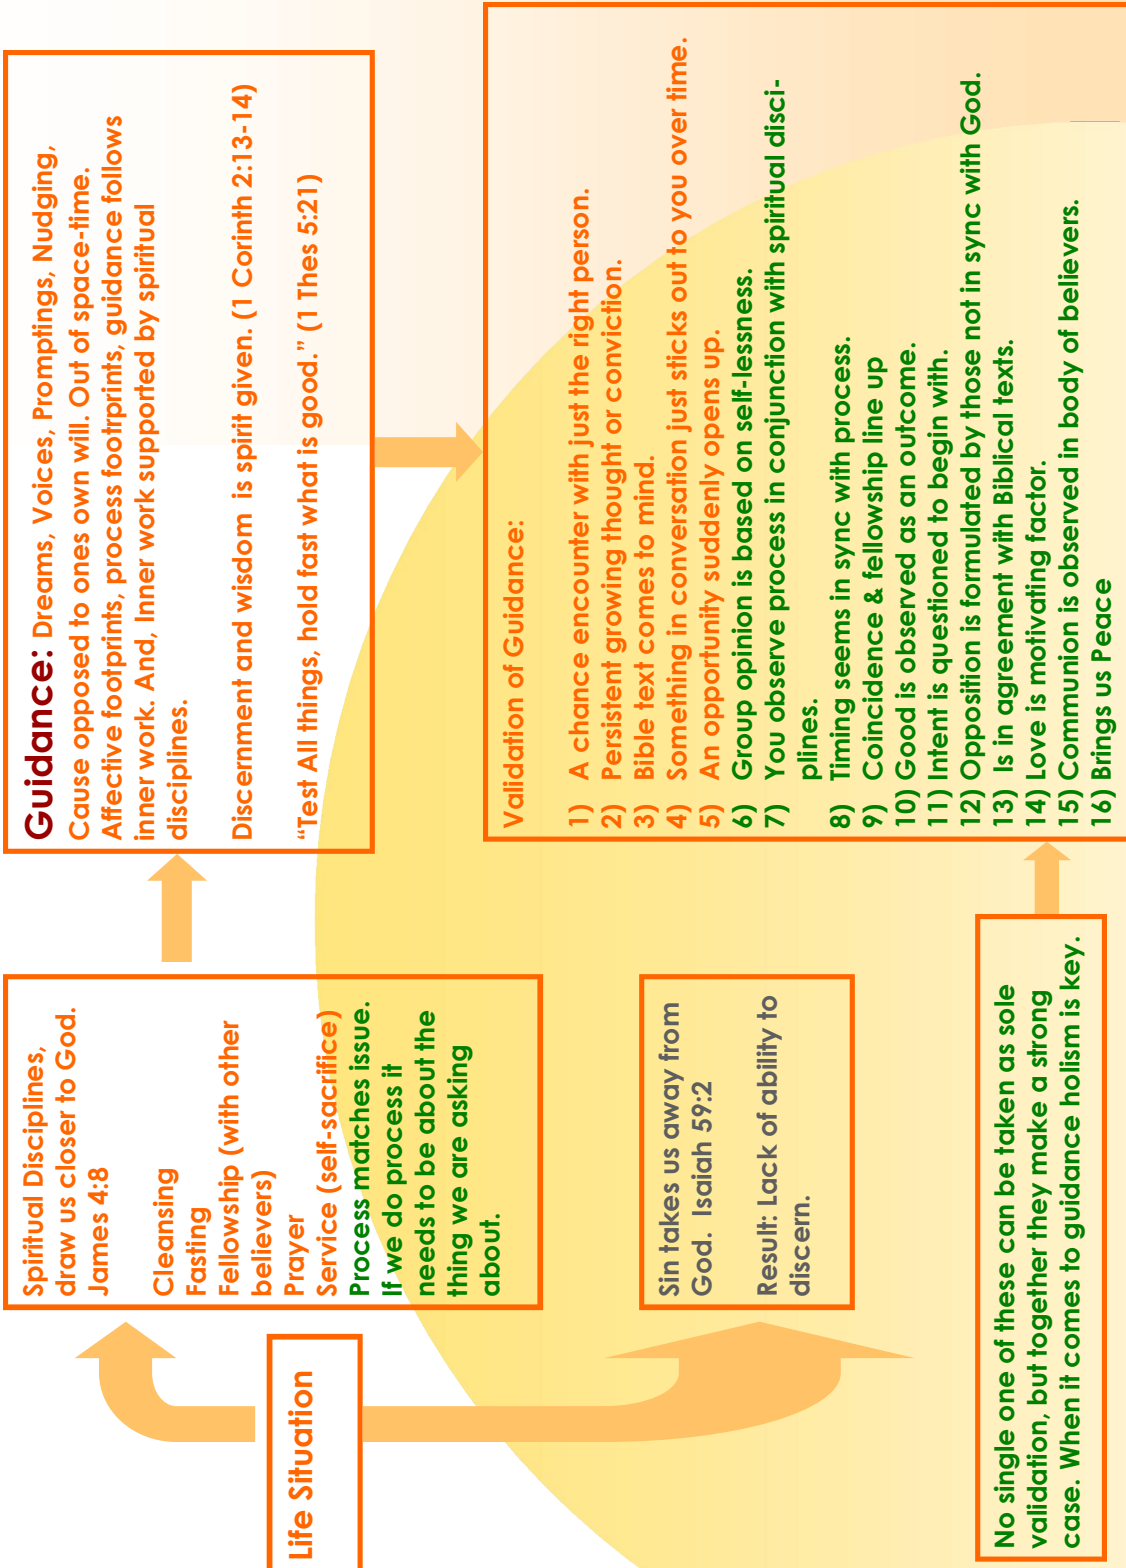 Life Situation
Spiritual Disciplines,
draw us closer to God.
James 4:8
Cleansing
Fasting
Fellowship (with other
believers)
Prayer
Service (self-sacrifice)
Process matches issue.
If we do process it
needs to be about the
thing we are asking
about.
Guidance: Dreams, Voices, Promptings, Nudging,
Cause opposed to ones own will. Out of space-time.
Affective footprints, process footrprints, guidance follows
inner work. And, Inner work supported by spiritual
disciplines.
Discernment and wisdom is spirit given. (1 Corinth 2:13-14)
“Test All things, hold fast what is good.” (1 Thes 5:21)
Sin takes us away from
God. Isaiah 59:2
Result: Lack of ability to
discern.
Validation of Guidance:
1) A chance encounter with just the right person.
2) Persistent growing thought or conviction.
3) Bible text comes to mind.
4) Something in conversation just sticks out to you over time.
5) An opportunity suddenly opens up.
6) Group opinion is based on self-lessness.
7) You observe process in conjunction with spiritual disci-
plines.
8) Timing seems in sync with process.
9) Coincidence & fellowship line up
10) Good is observed as an outcome.
11) Intent is questioned to begin with.
12) Opposition is formulated by those not in sync with God.
13) Is in agreement with Biblical texts.
14) Love is motivating factor.
15) Communion is observed in body of believers.
16) Brings us Peace
No single one of these can be taken as sole
validation, but together they make a strong
case. When it comes to guidance holism is key.